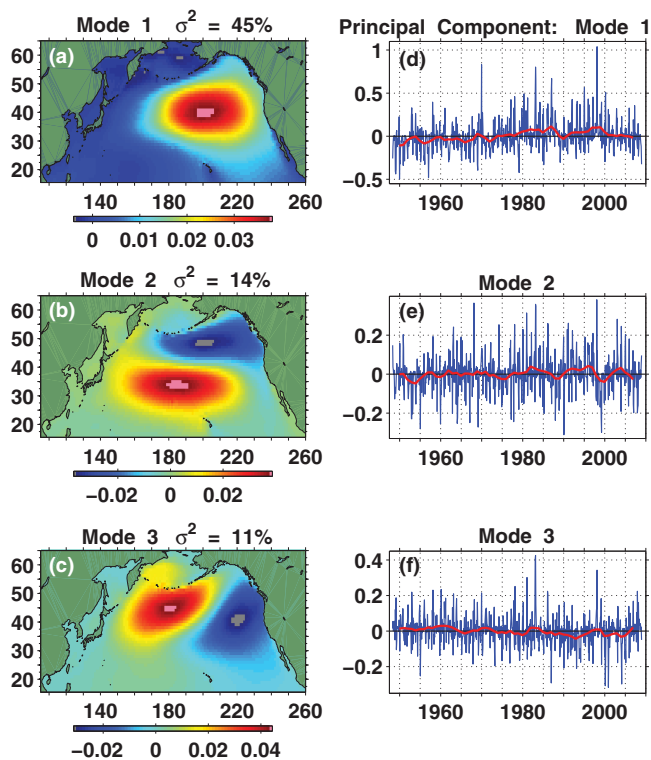 Mode 1 σ² = 45%
(a)
60
50
40
30
20
140 180 220 260
0 0.01 0.02 0.03
Principal Component: Mode 1
(d)
1
0.5
0
−0.5
1960 1980 2000
Mode 2 σ² = 14%
(b)
60
50
40
30
20
140 180 220 260
−0.02 0 0.02
Mode 2
(e)
0.2
0
−0.2
1960 1980 2000
Mode 3 σ² = 11%
(c)
60
50
40
30
20
140 180 220 260
−0.02 0 0.02 0.04
Mode 3
(f)
0.4
0.2
0
−0.2
1960 1980 2000